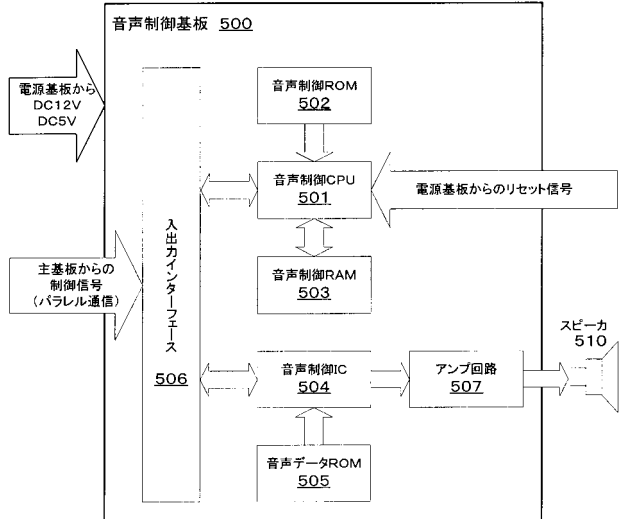 音声制御基板 500
電源基板から
DC12V
DC5V
音声制御ROM
502
音声制御CPU
501
電源基板からのリセット信号
主基板からの
制御信号
(パラレル通信)
入出力インターフェース
506
音声制御RAM
503
スピーカ
510
音声制御IC
504
アンプ回路
507
音声データROM
505